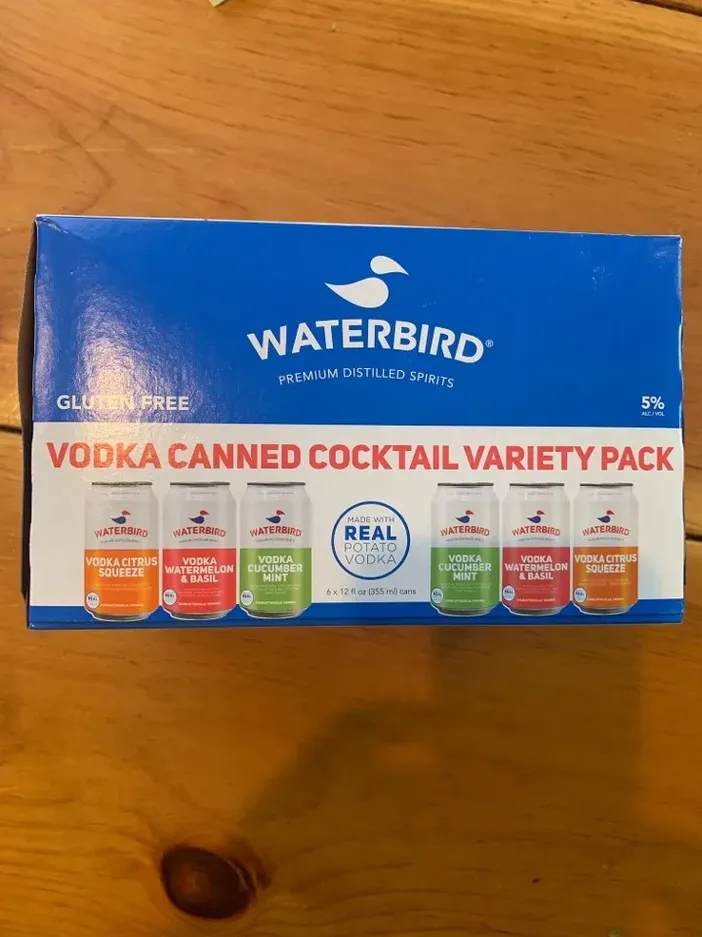 WATERBIRD®
PREMIUM DISTILLED SPIRITS
GLUTEN FREE
5%
ALC / VOL
VODKA CANNED COCKTAIL VARIETY PACK
WATERBIRD
VODKA CITRUS
SQUEEZE
WATERBIRD
VODKA
WATERMELON
& BASIL
WATERBIRD
VODKA
CUCUMBER
MINT
MADE WITH
REAL
POTATO
VODKA
6 x 12 fl oz (355 ml) cans
WATERBIRD
VODKA
CUCUMBER
MINT
WATERBIRD
VODKA
WATERMELON
& BASIL
WATERBIRD
VODKA CITRUS
SQUEEZE